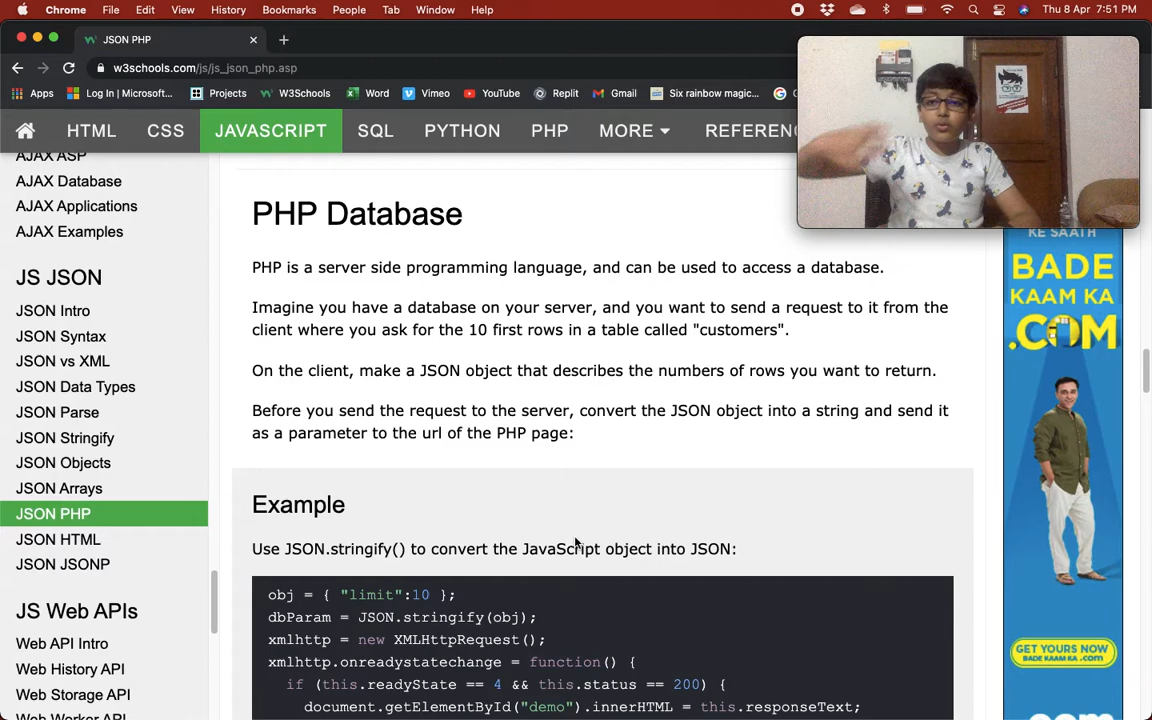 Chrome File Edit View History Bookmarks People Tab Window Help Thu 8 Apr 7:51 PM
JSON PHP
w3schools.com/js/js_json_php.asp
Apps Log In | Microsoft... Projects W3Schools Word Vimeo YouTube Replit Gmail Six rainbow magic...
HTML CSS JAVASCRIPT SQL PYTHON PHP MORE REFERENC
AJAX ASP
AJAX Database
AJAX Applications
AJAX Examples
JS JSON
JSON Intro
JSON Syntax
JSON vs XML
JSON Data Types
JSON Parse
JSON Stringify
JSON Objects
JSON Arrays
JSON PHP
JSON HTML
JSON JSONP
JS Web APIs
Web API Intro
Web History API
Web Storage API
Web Worker API
PHP Database
PHP is a server side programming language, and can be used to access a database.
Imagine you have a database on your server, and you want to send a request to it from the
client where you ask for the 10 first rows in a table called "customers".
On the client, make a JSON object that describes the numbers of rows you want to return.
Before you send the request to the server, convert the JSON object into a string and send it
as a parameter to the url of the PHP page:
Example
Use JSON.stringify() to convert the JavaScript object into JSON:
obj = { "limit":10 };
dbParam = JSON.stringify(obj);
xmlhttp = new XMLHttpRequest();
xmlhttp.onreadystatechange = function() {
if (this.readyState == 4 && this.status == 200) {
document.getElementById("demo").innerHTML = this.responseText;
KE SAATH
BADE
KAAM KA
.COM
GET YOURS NOW
BADE KAAM KA .com
.com